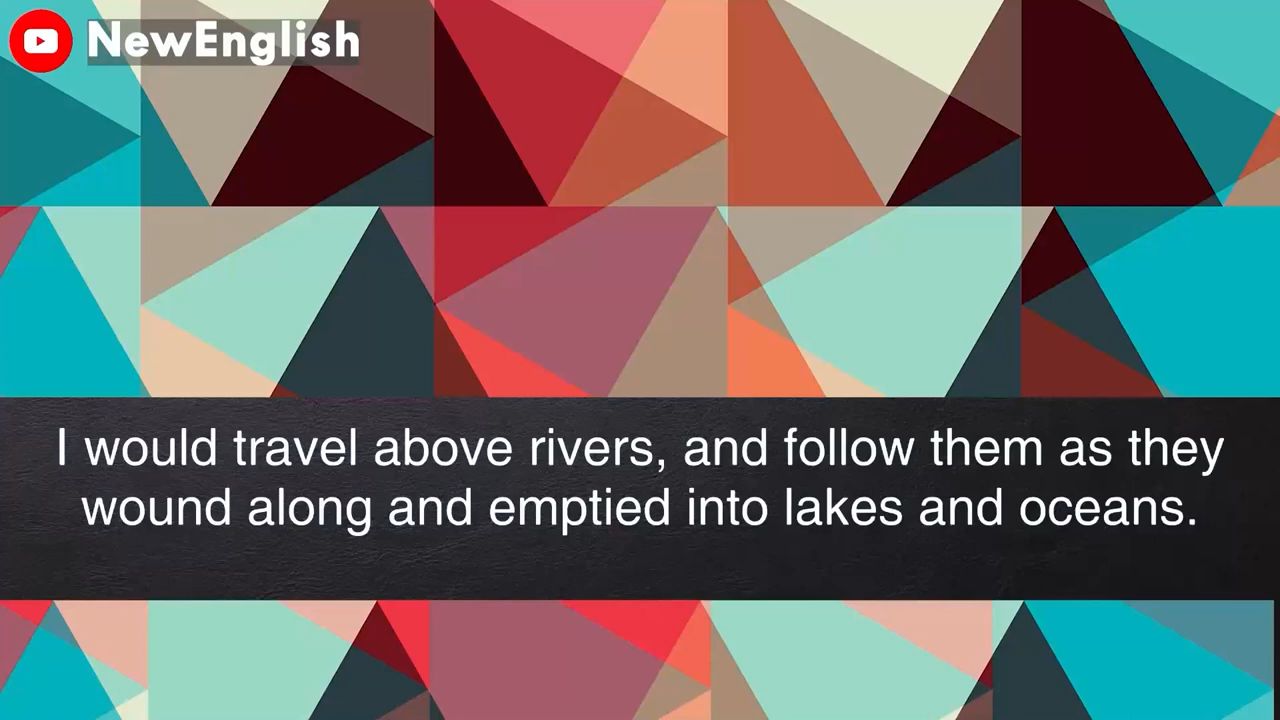 NewEnglish
I would travel above rivers, and follow them as they
wound along and emptied into lakes and oceans.